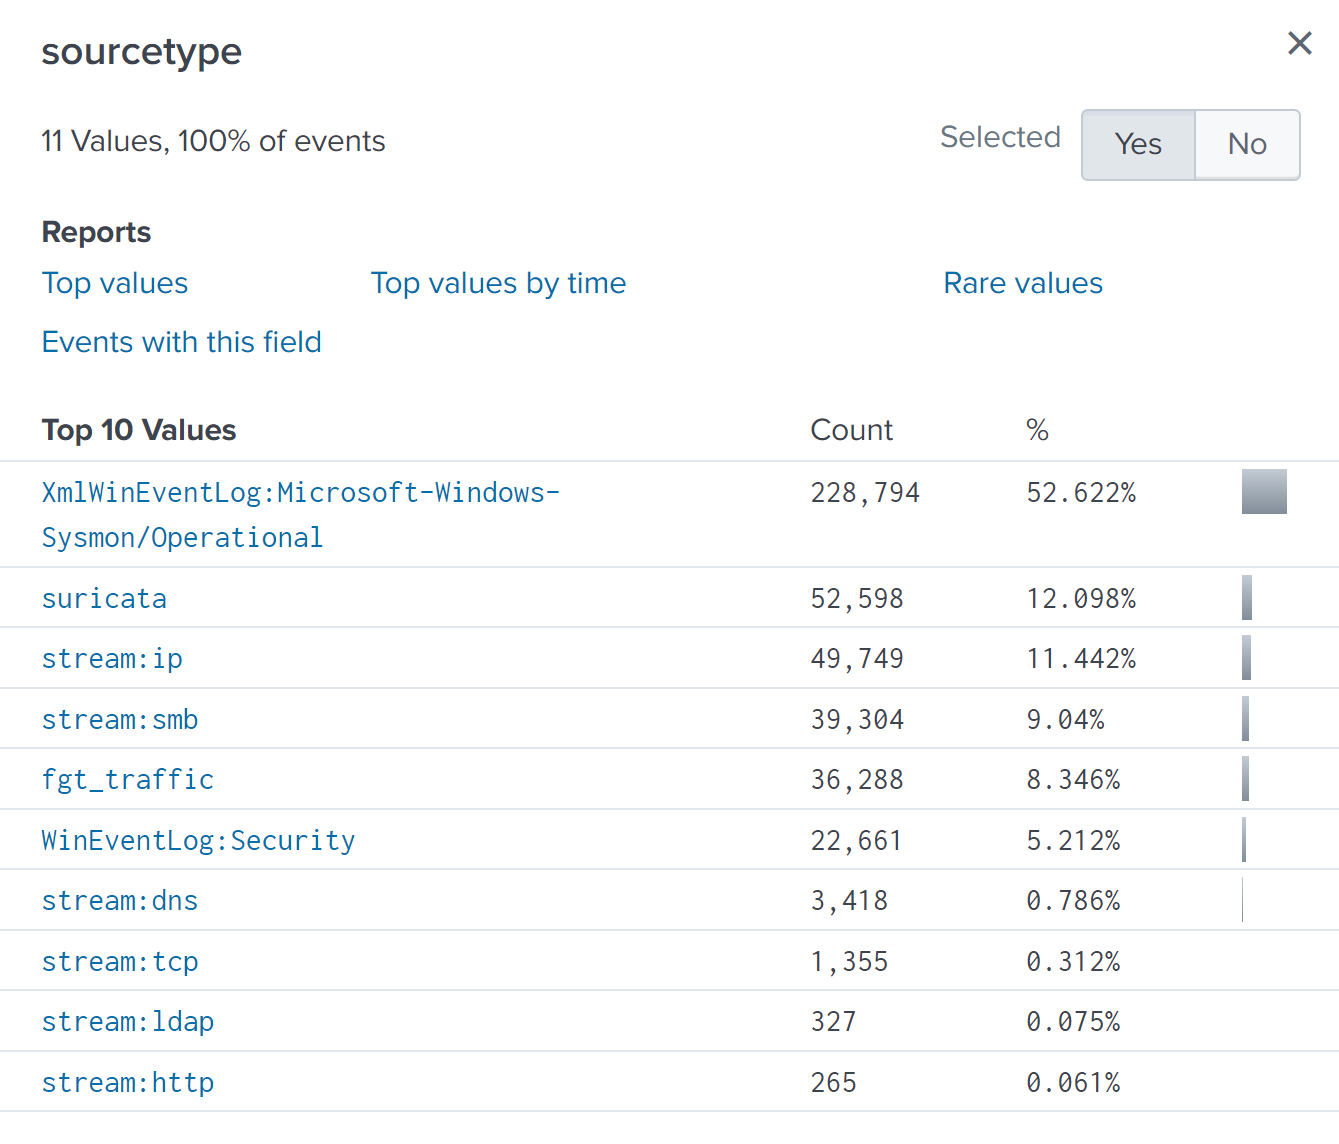 sourcetype
11 Values, 100% of events
Selected Yes No
Reports
Top values Top values by time Rare values
Events with this field
Top 10 Values Count %
XmlWinEventLog:Microsoft-Windows- 228,794 52.622%
Sysmon/Operational
suricata 52,598 12.098%
stream:ip 49,749 11.442%
stream:smb 39,304 9.04%
fgt_traffic 36,288 8.346%
WinEventLog:Security 22,661 5.212%
stream:dns 3,418 0.786%
stream:tcp 1,355 0.312%
stream:ldap 327 0.075%
stream:http 265 0.061%